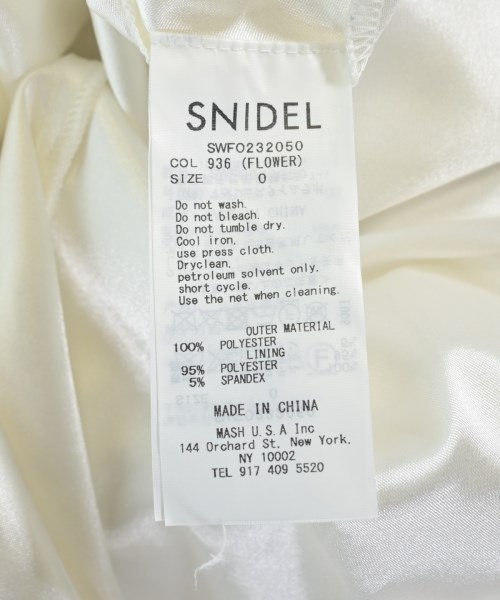 SNIDEL
SWFO232050
COL 936 (FLOWER)
SIZE 0
Do not wash.
Do not bleach.
Do not tumble dry.
Cool iron,
use press cloth.
Dryclean,
petroleum solvent only,
short cycle.
Use the net when cleaning.
OUTER MATERIAL
100% POLYESTER
LINING
95% POLYESTER
5% SPANDEX
MADE IN CHINA
MASH U.S.A Inc
144 Orchard St, New York,
NY 10002
TEL 917 409 5520